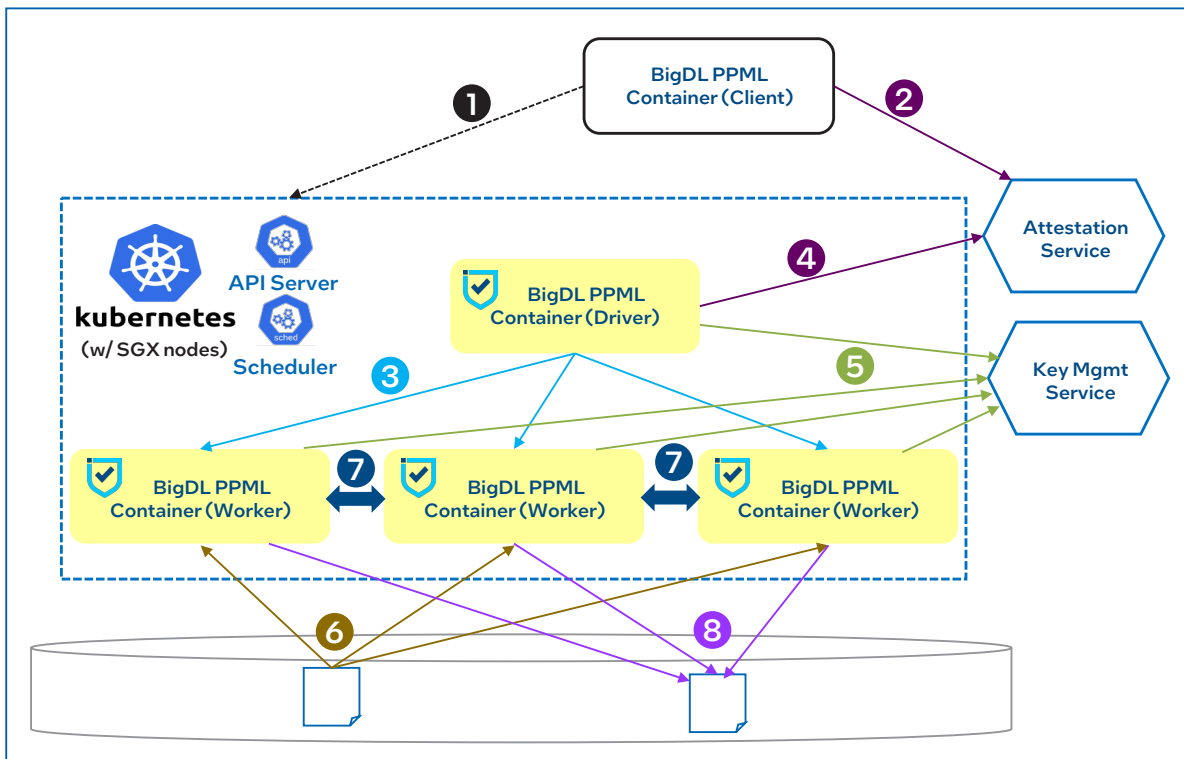 BigDL PPML
Container (Client)
1
2
api
API Server
kubernetes
(w/ SGX nodes)
sched
Scheduler
Attestation
Service
4
BigDL PPML
Container (Driver)
3
5
Key Mgmt
Service
7
7
BigDL PPML
Container (Worker)
BigDL PPML
Container (Worker)
BigDL PPML
Container (Worker)
6
8